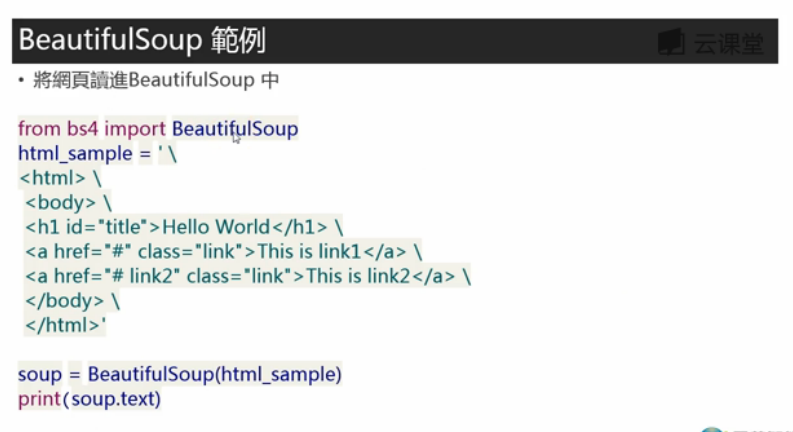 BeautifulSoup 範例
云课堂
• 將網頁讀進BeautifulSoup 中
from bs4 import BeautifulSoup
html_sample = ' \
<html> \
<body> \
<h1 id="title">Hello World</h1> \
<a href="#" class="link">This is link1</a> \
<a href="# link2" class="link">This is link2</a> \
</body> \
</html>'
soup = BeautifulSoup(html_sample)
print(soup.text)